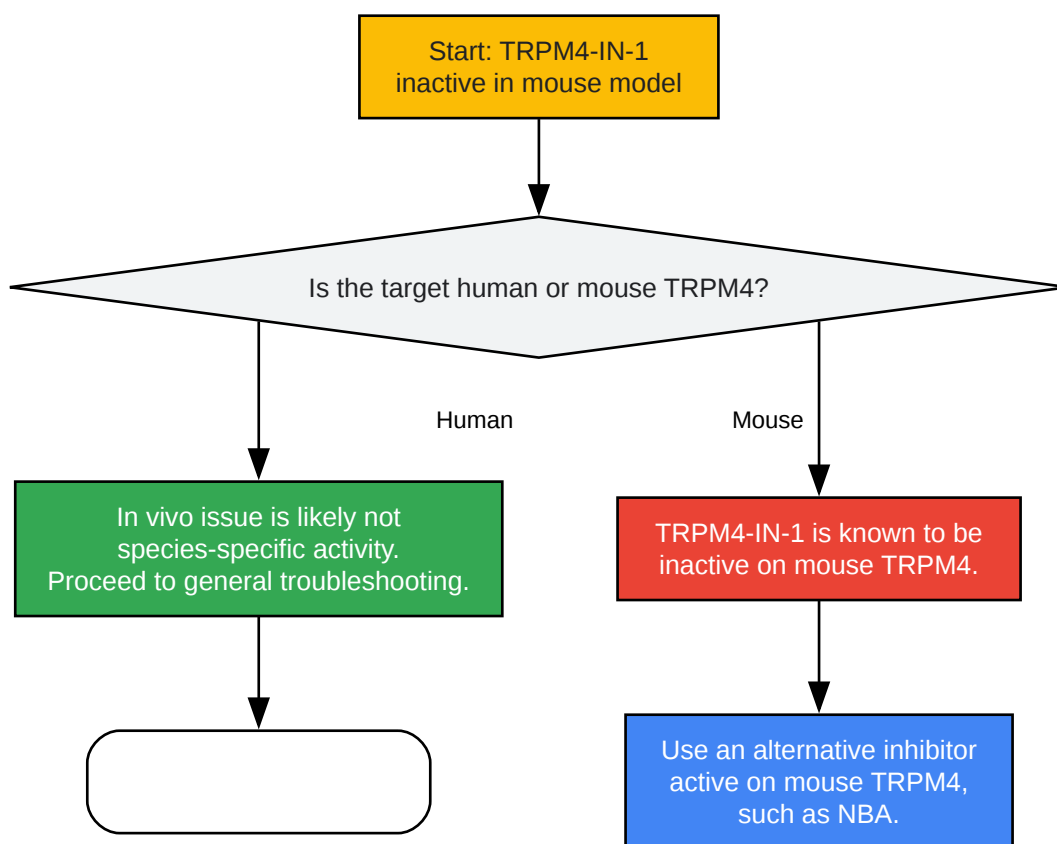 Start: TRPM4-IN-1
inactive in mouse model
Is the target human or mouse TRPM4?
Human
Mouse
In vivo issue is likely not
species-specific activity.
Proceed to general troubleshooting.
TRPM4-IN-1 is known to be
inactive on mouse TRPM4.
Use an alternative inhibitor
active on mouse TRPM4,
such as NBA.